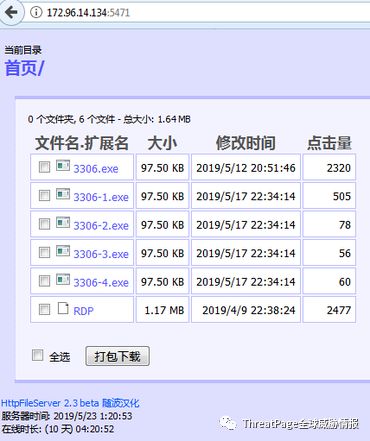 172.96.14.134:5471
当前目录
首页/
0 个文件夹, 6 个文件 - 总大小: 1.64 MB
文件名.扩展名 大小 修改时间 点击量
3306.exe 97.50 KB 2019/5/12 20:51:46 2320
3306-1.exe 97.50 KB 2019/5/17 22:34:14 505
3306-2.exe 97.50 KB 2019/5/17 22:34:14 78
3306-3.exe 97.50 KB 2019/5/17 22:34:14 56
3306-4.exe 97.50 KB 2019/5/17 22:34:14 60
RDP 1.17 MB 2019/4/9 22:38:24 2477
全选 打包下载
HttpFileServer 2.3 beta 随波汉化
服务器时间: 2019/5/23 1:20:53
在线时长: (10 天) 04:20:52
ThreatPage全球威胁情报